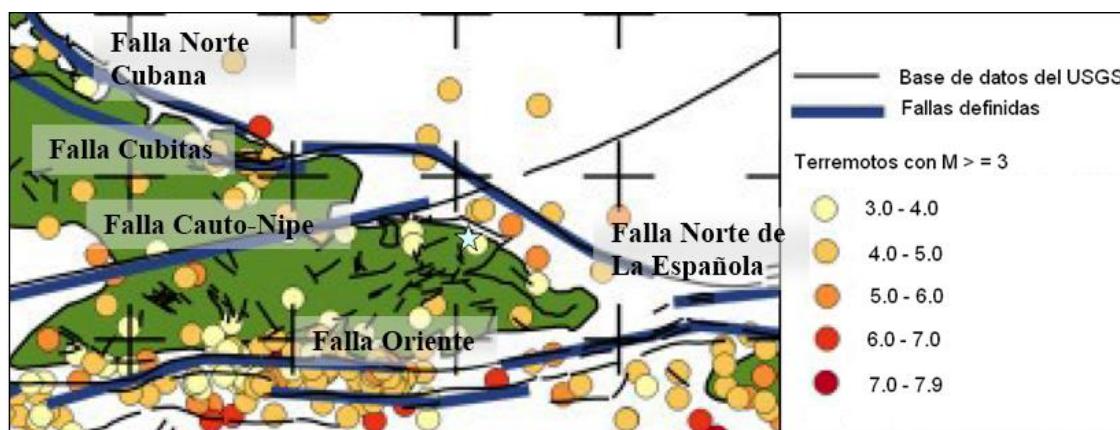 Falla Norte
Cubana
Falla Cubitas
Falla Cauto-Nipe
Falla Norte de
La Española
Falla Oriente
Base de datos del USGS
Fallas definidas
Terremotos con M > = 3
3.0 - 4.0
4.0 - 5.0
5.0 - 6.0
6.0 - 7.0
7.0 - 7.9